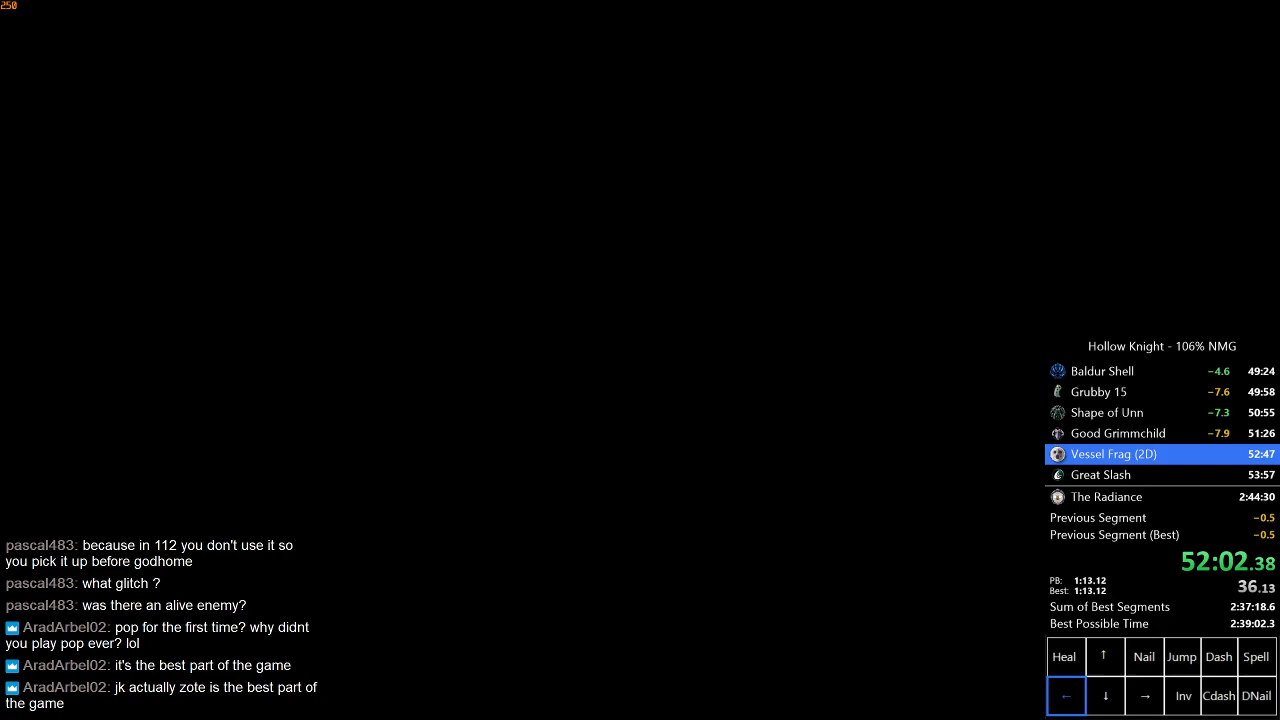 250
Hollow Knight - 106% NMG
Baldur Shell −4.6 49:24
Grubby 15 −7.6 49:58
Shape of Unn −7.3 50:55
Good Grimmchild −7.9 51:26
Vessel Frag (2D) 52:47
Great Slash 53:57
The Radiance 2:44:30
Previous Segment −0.5
Previous Segment (Best) −0.5
52:02.38
PB: 1:13.12
Best: 1:13.12
36.13
Sum of Best Segments 2:37:18.6
Best Possible Time 2:39:02.3
Heal ↑ Nail Jump Dash Spell
← ↓ → Inv Cdash DNail
pascal483: because in 112 you don't use it so
you pick it up before godhome
pascal483: what glitch ?
pascal483: was there an alive enemy?
AradArbel02: pop for the first time? why didnt
you play pop ever? lol
AradArbel02: it's the best part of the game
AradArbel02: jk actually zote is the best part of
the game